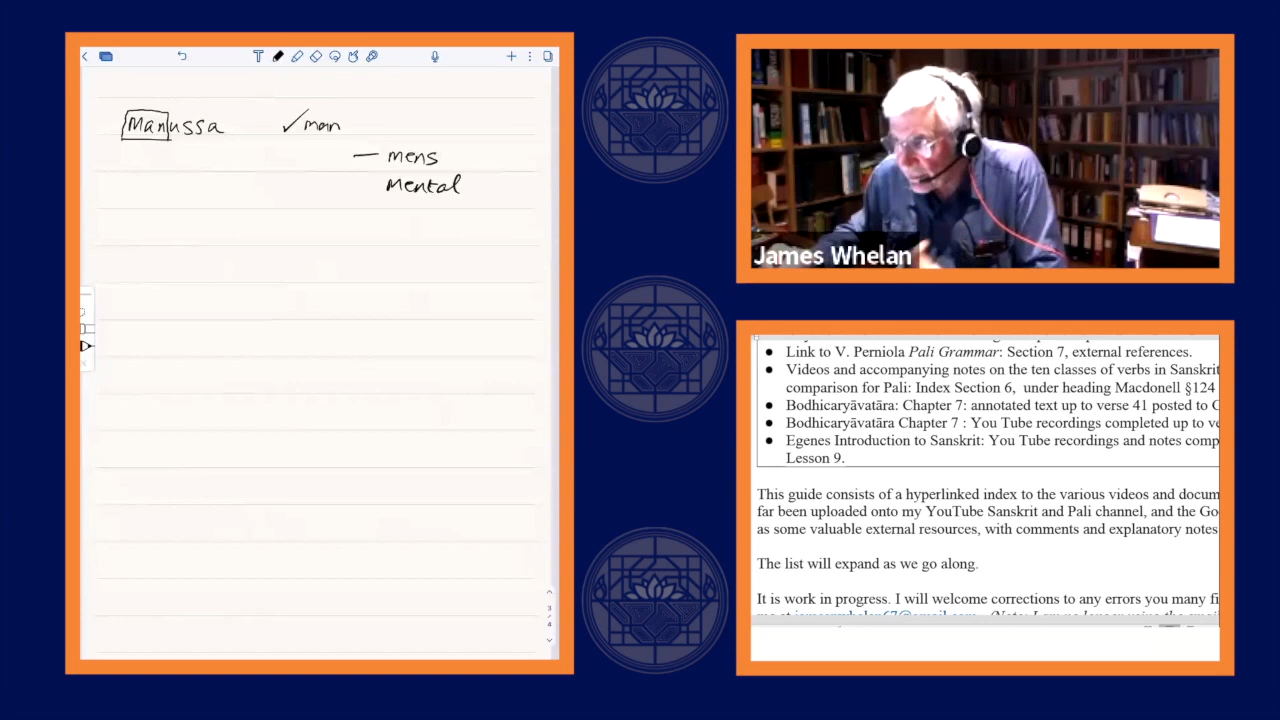 Manussa ✓man
— mens
Mental
James Whelan
Link to V. Perniola Pali Grammar: Section 7, external references.
Videos and accompanying notes on the ten classes of verbs in Sanskrit
comparison for Pali: Index Section 6, under heading Macdonell §124
Bodhicaryāvatāra: Chapter 7: annotated text up to verse 41 posted to
Bodhicaryāvatāra Chapter 7 : You Tube recordings completed up to
Egenes Introduction to Sanskrit: You Tube recordings and notes comp
Lesson 9.
This guide consists of a hyperlinked index to the various videos and docum
far been uploaded onto my YouTube Sanskrit and Pali channel, and the Go
as some valuable external resources, with comments and explanatory notes
The list will expand as we go along.
It is work in progress. I will welcome corrections to any errors you many fi